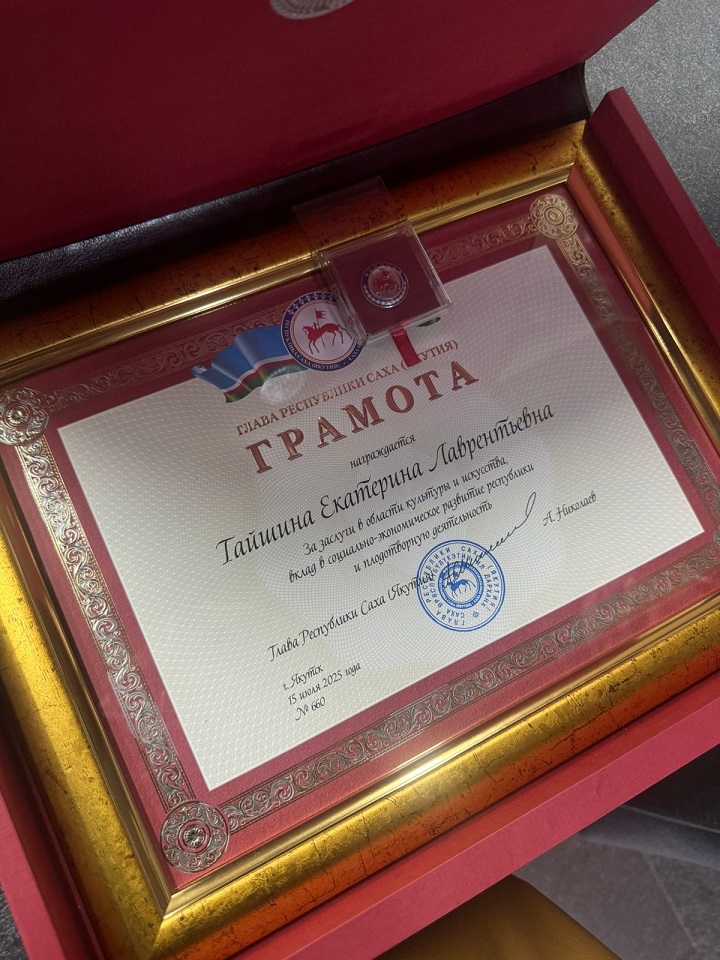 ГЛАВА РЕСПУБЛИКИ САХА (ЯКУТИЯ)
ГРАМОТА
награждается
Тайшина Екатерина Лаврентьевна
За заслуги в области культуры и искусства,
вклад в социально-экономическое развитие республики
и плодотворную деятельность
Глава Республики Саха (Якутия)
А. Николаев
г. Якутск
15 июля 2025 года
№ 660